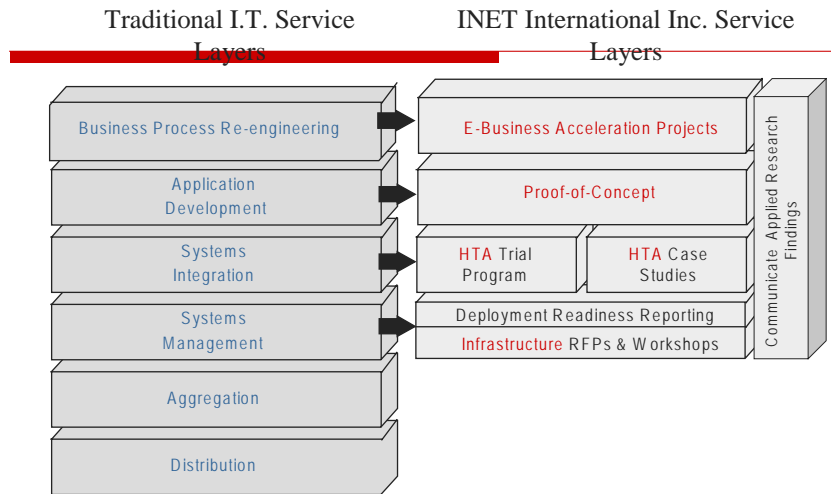 Traditional I.T. Service
Layers
INET International Inc. Service
Layers
Business Process Re-engineering
Application
Development
Systems
Integration
Systems
Management
Aggregation
Distribution
E-Business Acceleration Projects
Proof-of-Concept
HTA Trial
Program
HTA Case
Studies
Deployment Readiness Reporting
Infrastructure RFPs & Workshops
Communicate Applied Research
Findings